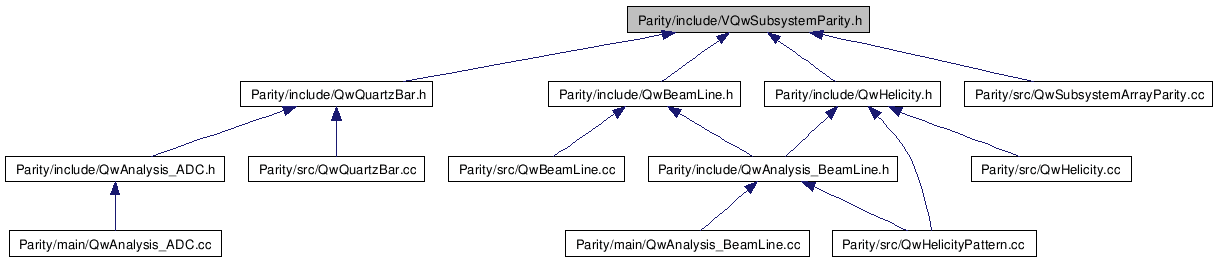 Parity/include/VQwSubsystemParity.h
Parity/include/QwQuartzBar.h
Parity/include/QwBeamLine.h
Parity/include/QwHelicity.h
Parity/src/QwSubsystemArrayParity.cc
Parity/include/QwAnalysis_ADC.h
Parity/src/QwQuartzBar.cc
Parity/src/QwBeamLine.cc
Parity/include/QwAnalysis_BeamLine.h
Parity/src/QwHelicity.cc
Parity/main/QwAnalysis_ADC.cc
Parity/main/QwAnalysis_BeamLine.cc
Parity/src/QwHelicityPattern.cc